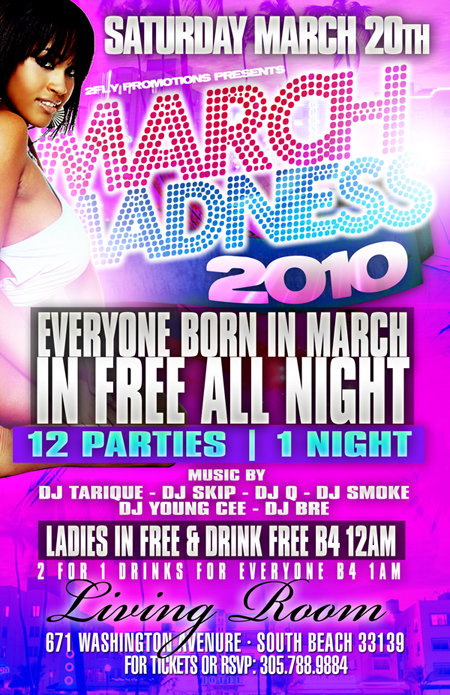 SATURDAY MARCH 20TH
2FLY PROMOTIONS PRESENTS
MARCH
MADNESS
2010
EVERYONE BORN IN MARCH
IN FREE ALL NIGHT
12 PARTIES | 1 NIGHT
MUSIC BY
DJ TARIQUE - DJ SKIP - DJ Q - DJ SMOKE
DJ YOUNG CEE - DJ BRE
LADIES IN FREE & DRINK FREE B4 12AM
2 FOR 1 DRINKS FOR EVERYONE B4 1AM
Living Room
671 WASHINGTON AVENURE · SOUTH BEACH 33139
FOR TICKETS OR RSVP: 305.788.9884
HOTEL